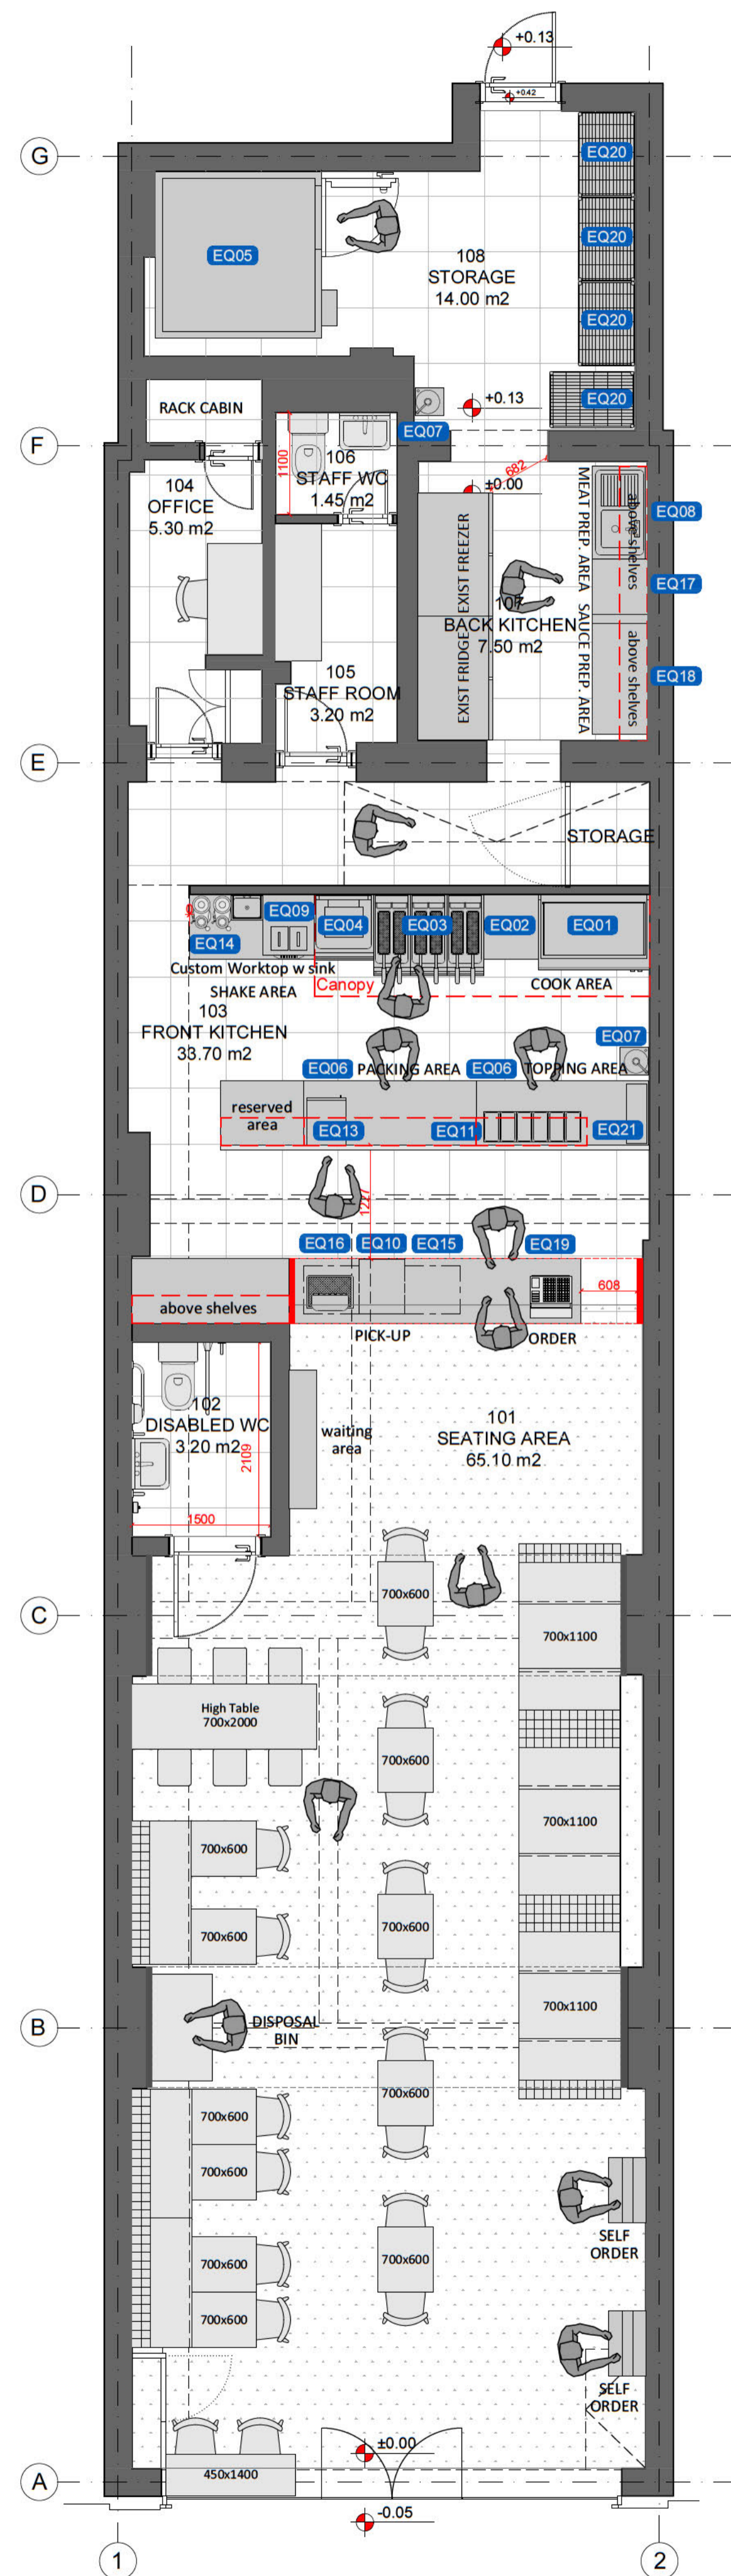 +0.13
+0.42
G
EQ20
EQ05
EQ20
108
STORAGE
14.00 m2
EQ20
EQ20
RACK CABIN
+0.13
EQ07
F
106
STAFF WC
1.45 m2
1100
682
±0.00
104
OFFICE
5.30 m2
EXIST FREEZER
EXIST FRIDGE
MEAT PREP. AREA
SAUCE PREP. AREA
above shelves
above shelves
EQ08
EQ17
EQ18
107
BACK KITCHEN
7.50 m2
105
STAFF ROOM
3.20 m2
E
STORAGE
EQ14
EQ09
EQ04
EQ03
EQ02
EQ01
Custom Worktop w sink
SHAKE AREA
Canopy
COOK AREA
103
FRONT KITCHEN
33.70 m2
EQ07
EQ06
PACKING AREA
EQ06
TOPPING AREA
reserved
area
EQ13
EQ11
EQ21
D
1227
EQ16
EQ10
EQ15
EQ19
608
above shelves
PICK-UP
ORDER
102
DISABLED WC
3.20 m2
2109
1500
waiting
area
101
SEATING AREA
65.10 m2
C
700x600
700x1100
High Table
700x2000
700x600
700x1100
700x600
700x600
700x600
B
700x1100
DISPOSAL
BIN
700x600
700x600
700x600
SELF
ORDER
700x600
700x600
700x600
SELF
ORDER
±0.00
450x1400
A
-0.05
1
2